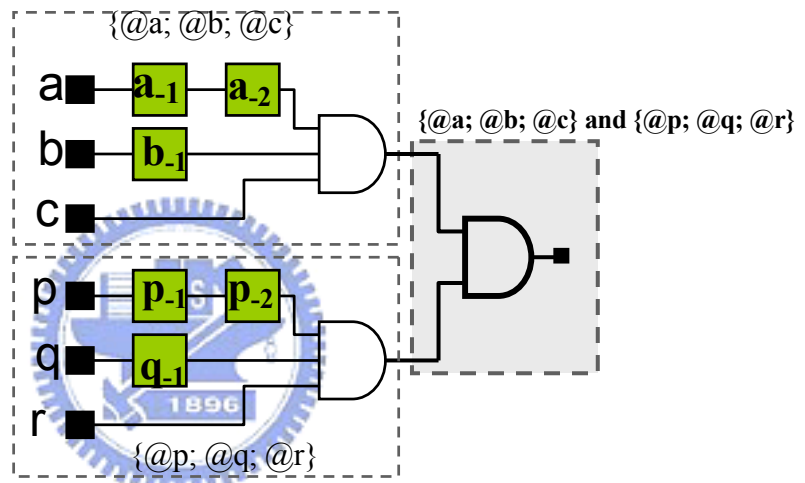 {@a; @b; @c}
a a-1 a-2
{@a; @b; @c} and {@p; @q; @r}
b b-1
c
p p-1 p-2
S
q q-1
1896
r
{@p; @q; @r}